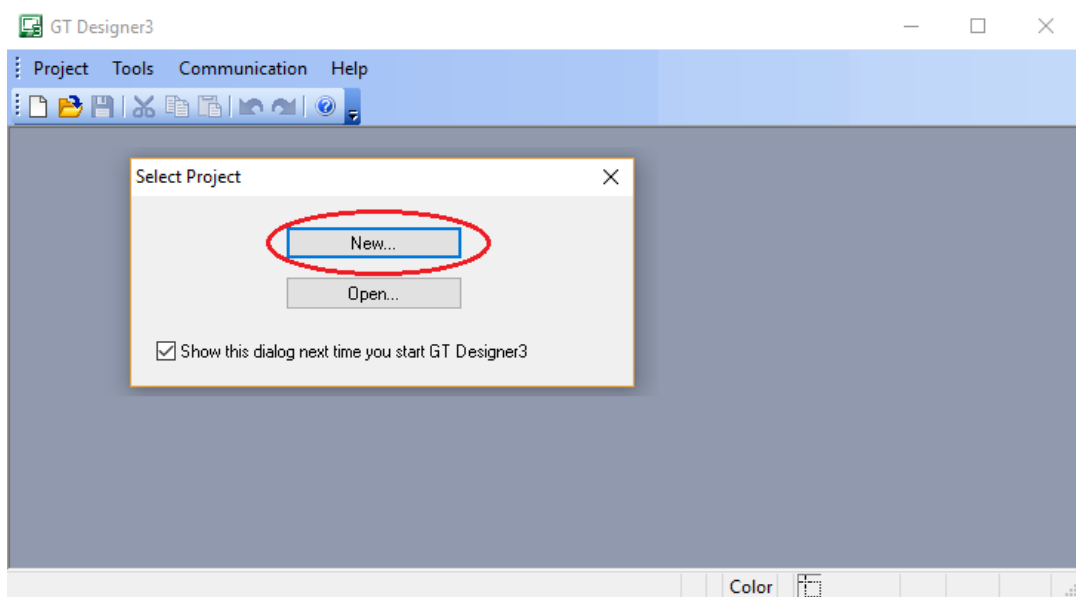 GT Designer3
Project Tools Communication Help
Select Project
New...
Open...
Show this dialog next time you start GT Designer3
Color